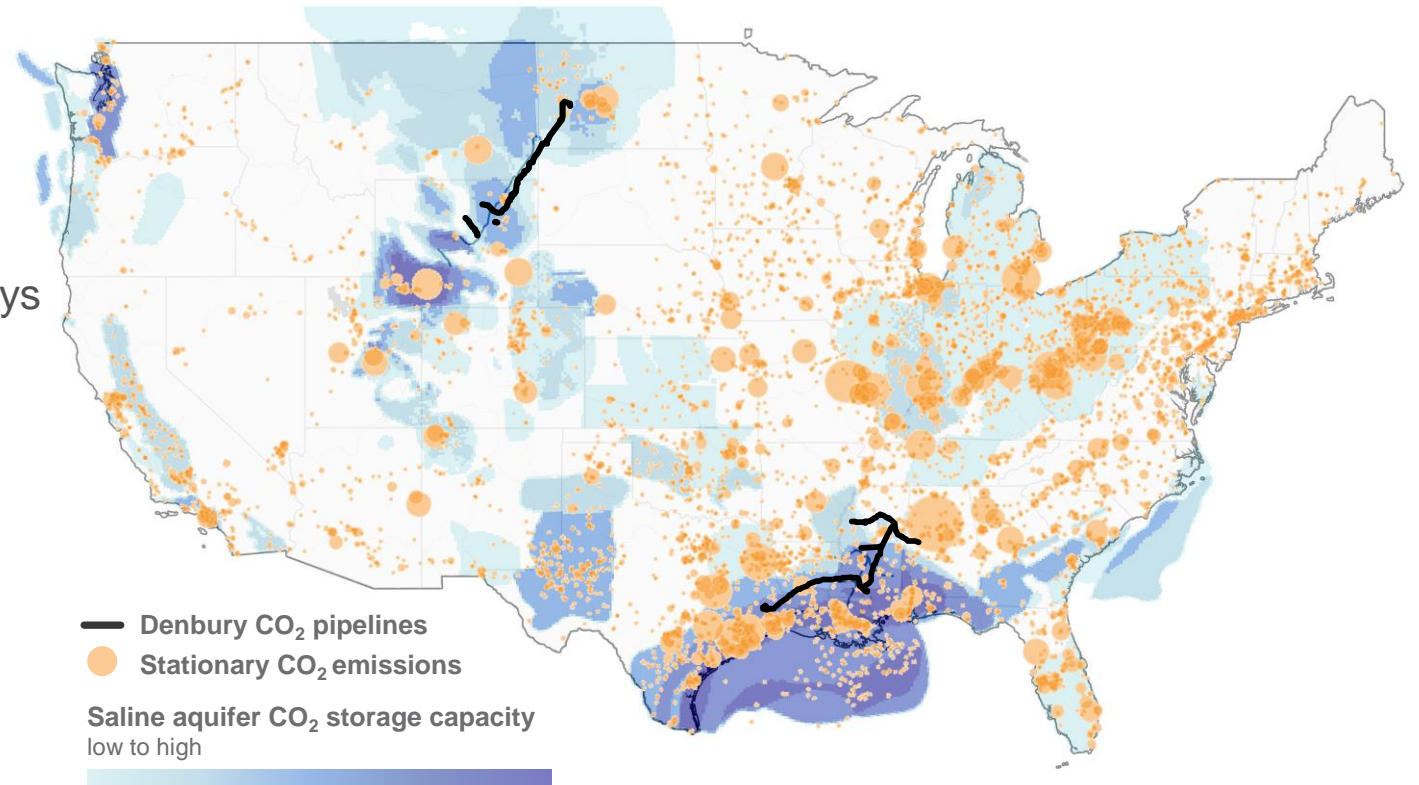 ys
Denbury CO₂ pipelines
Stationary CO₂ emissions
Saline aquifer CO₂ storage capacity
low to high